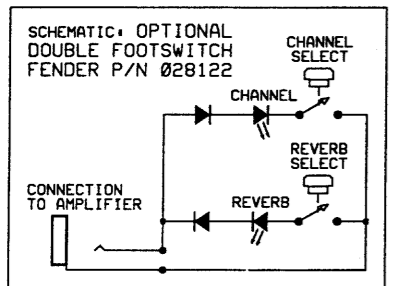 SCHEMATIC: OPTIONAL
DOUBLE FOOTSWITCH
FENDER P/N 028122
CHANNEL
SELECT
CHANNEL
REVERB
SELECT
CONNECTION
TO AMPLIFIER
REVERB